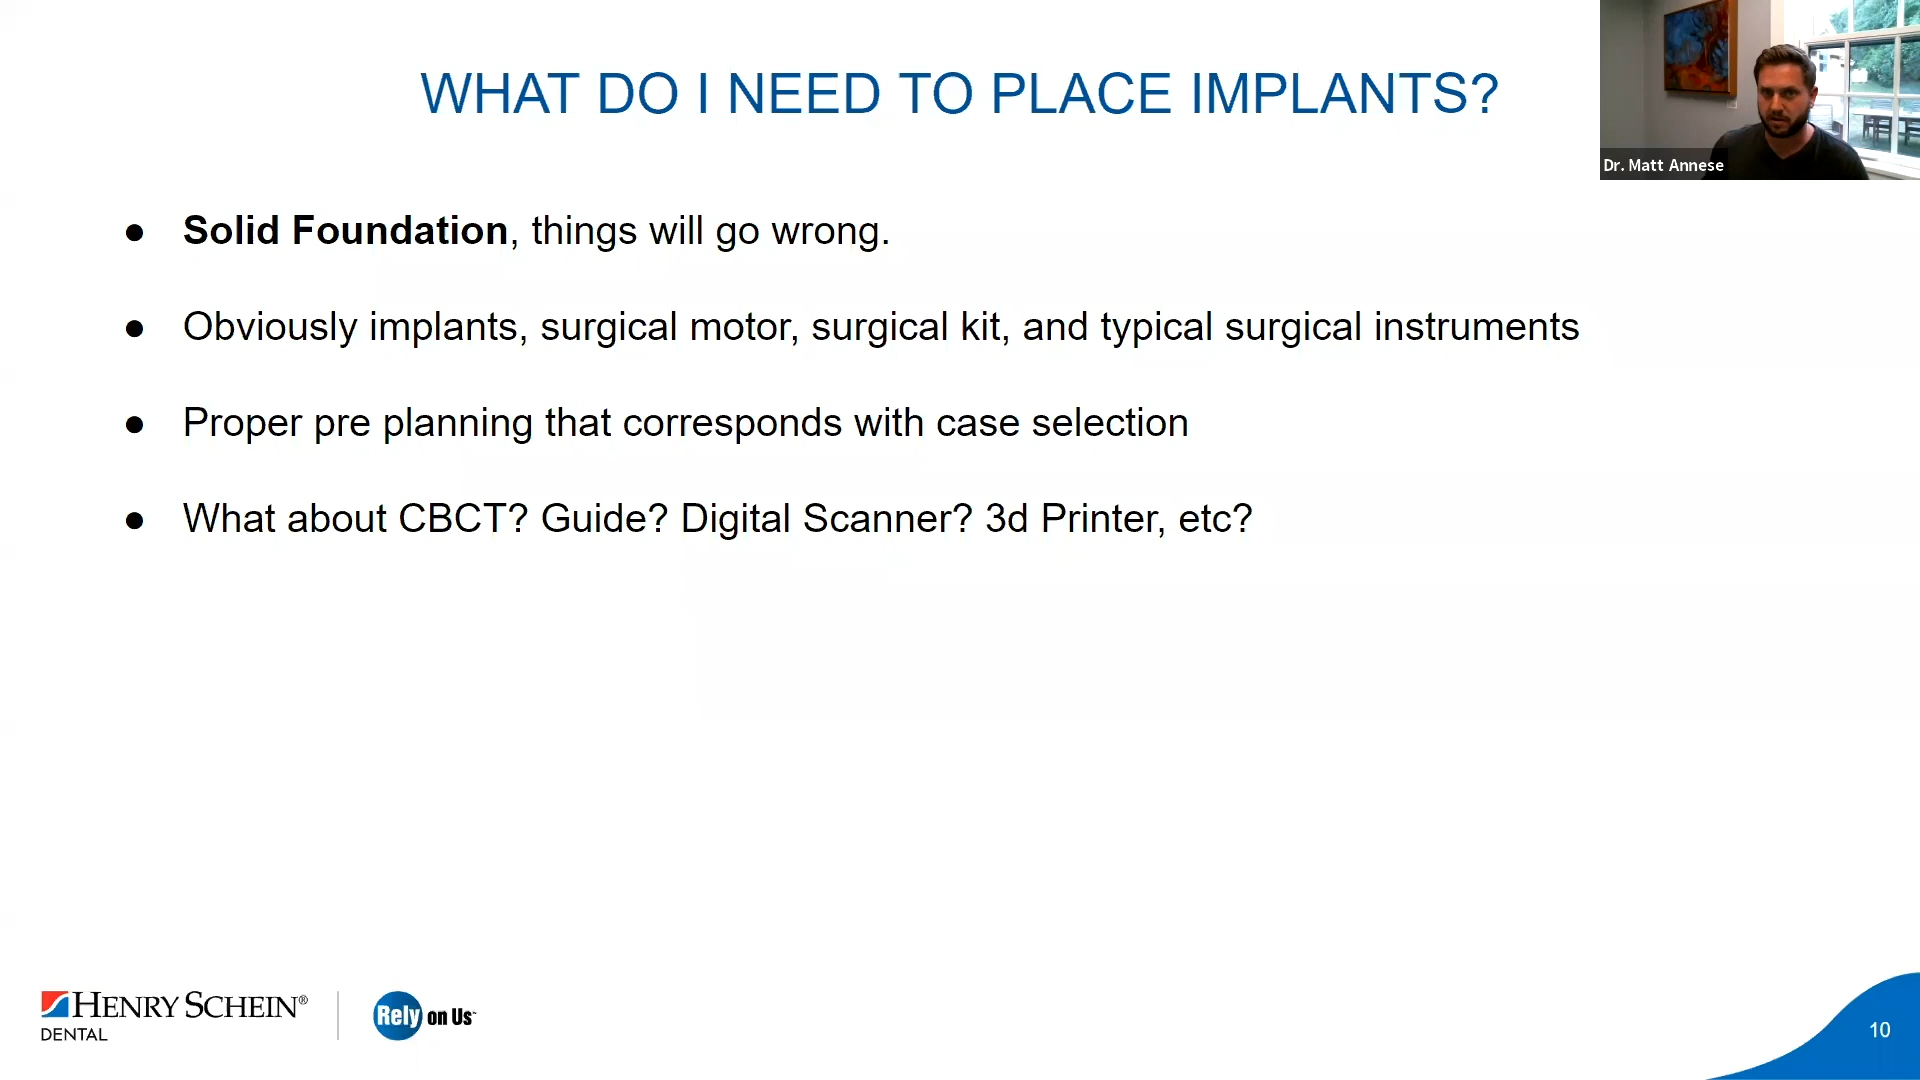 WHAT DO I NEED TO PLACE IMPLANTS?
Dr. Matt Annese
● Solid Foundation, things will go wrong.
● Obviously implants, surgical motor, surgical kit, and typical surgical instruments
● Proper pre planning that corresponds with case selection
● What about CBCT? Guide? Digital Scanner? 3d Printer, etc?
HENRY SCHEIN®
DENTAL
Rely on Us™
10